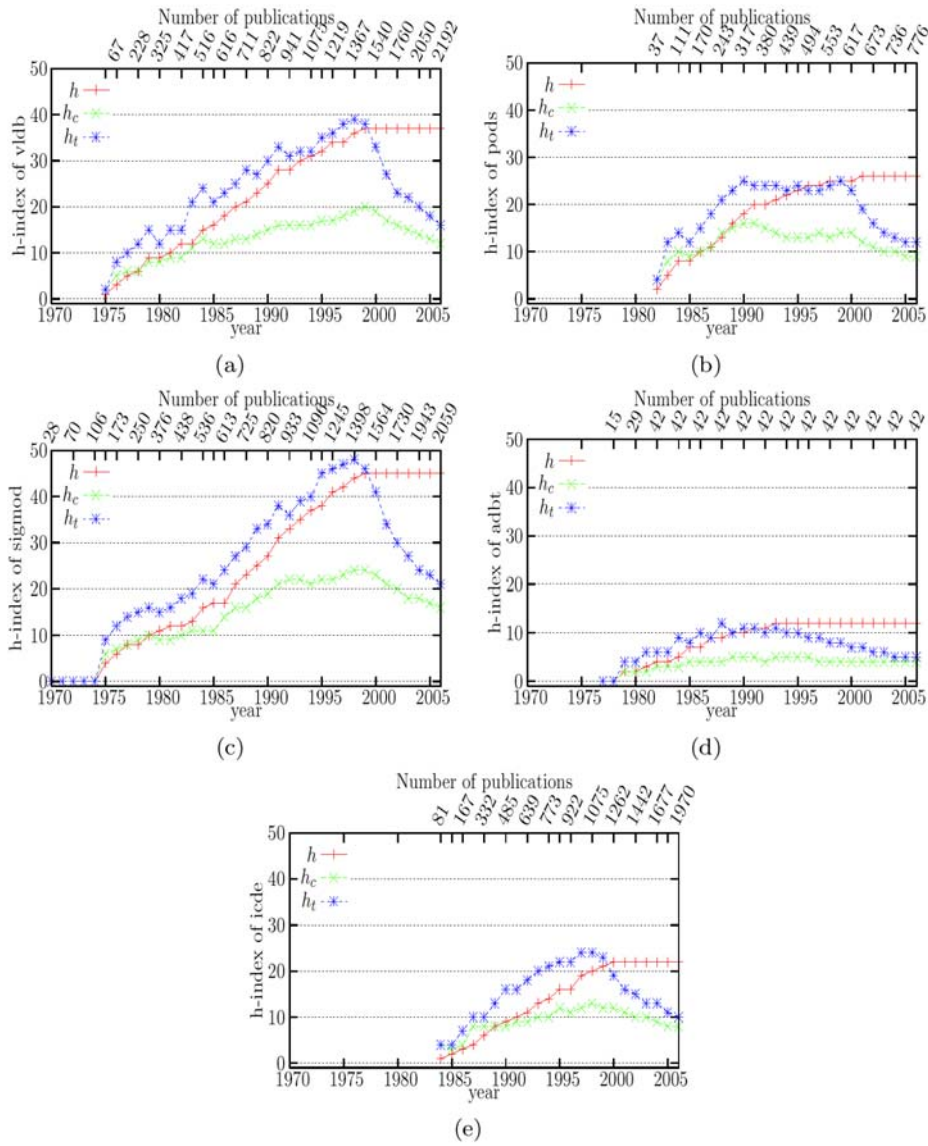 Number of publications
67 228 325 417 516 616 711 822 941 1075 1219 1367 1540 1760 2050 2192
50
40
30
20
10
0
h
h_c
h_t
h-index of vldb
1970 1975 1980 1985 1990 1995 2000 2005
year
(a)
Number of publications
37 111 170 243 317 380 439 494 553 617 673 736 776
50
40
30
20
10
0
h
h_c
h_t
h-index of pods
1970 1975 1980 1985 1990 1995 2000 2005
year
(b)
Number of publications
28 70 106 173 250 376 438 536 613 725 820 933 1096 1245 1398 1564 1730 1943 2059
50
40
30
20
10
0
h
h_c
h_t
h-index of sigmod
1970 1975 1980 1985 1990 1995 2000 2005
year
(c)
Number of publications
15 29 42 42 42 42 42 42 42 42 42 42 42 42 42
50
40
30
20
10
0
h
h_c
h_t
h-index of adbt
1970 1975 1980 1985 1990 1995 2000 2005
year
(d)
Number of publications
81 167 332 485 639 773 922 1075 1262 1442 1677 1970
50
40
30
20
10
0
h
h_c
h_t
h-index of icde
1970 1975 1980 1985 1990 1995 2000 2005
year
(e)